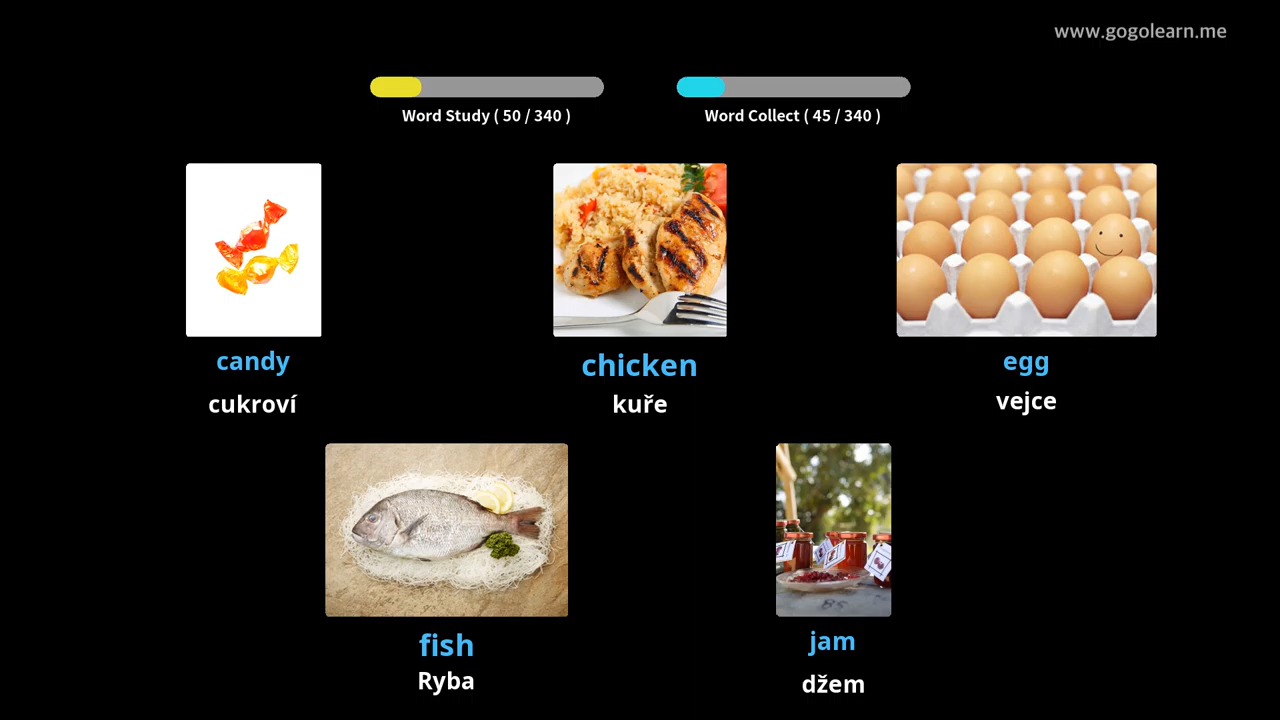 www.gogolearn.me
Word Study ( 50 / 340 )
Word Collect ( 45 / 340 )
candy
cukroví
chicken
kuře
egg
vejce
fish
Ryba
jam
džem